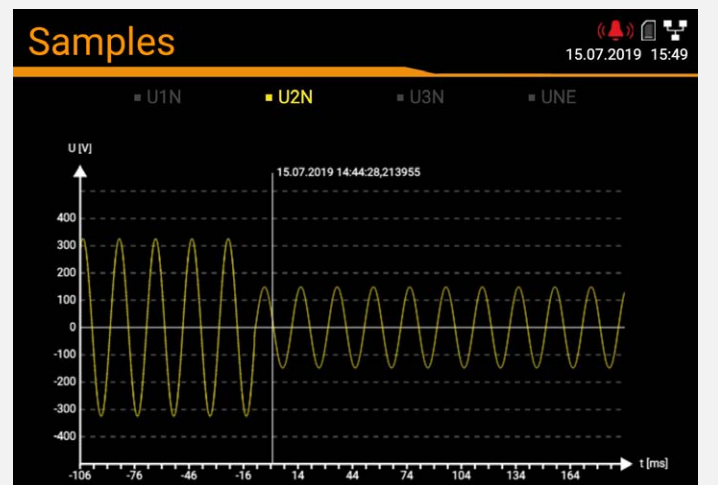 Samples
15.07.2019 15:49
U1N
U2N
U3N
UNE
U [V]
15.07.2019 14:44:28,213955
400
300
200
100
0
-100
-200
-300
-400
-106 -76 -46 -16 14 44 74 104 134 164
t [ms]